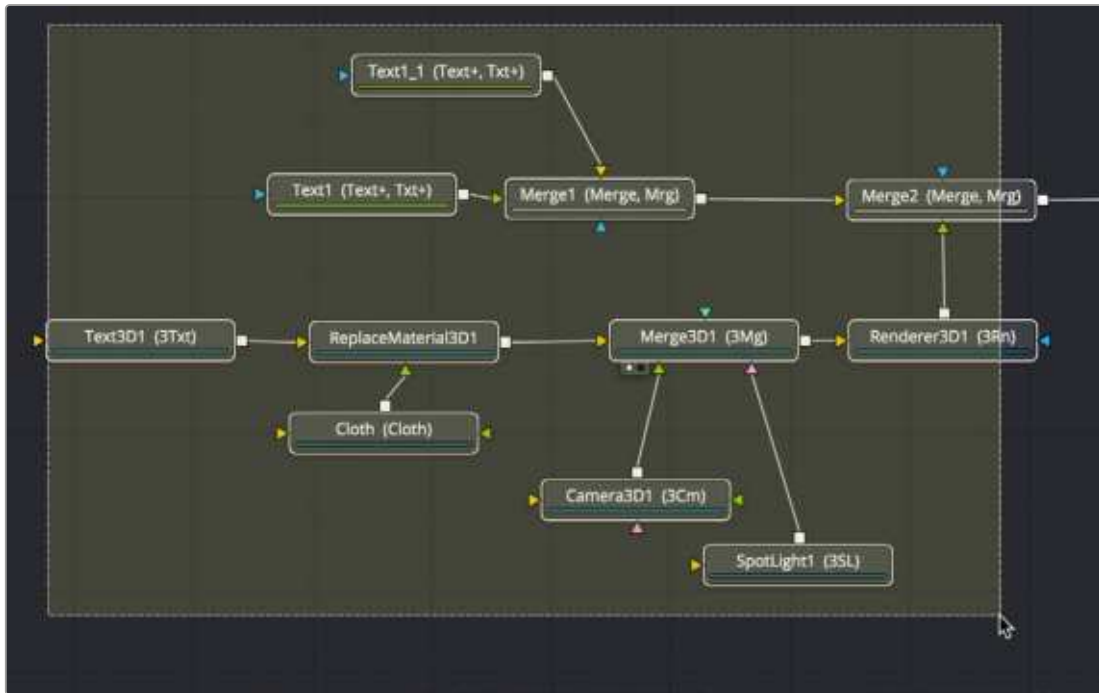 Text1_1 (Text+, Txt+)
Text1 (Text+, Txt+)
Merge1 (Merge, Mrg)
Merge2 (Merge, Mrg)
Text3D1 (3Txt)
ReplaceMaterial3D1
Merge3D1 (3Mg)
Renderer3D1 (3Rn)
Cloth (Cloth)
Camera3D1 (3Cm)
SpotLight1 (3SL)